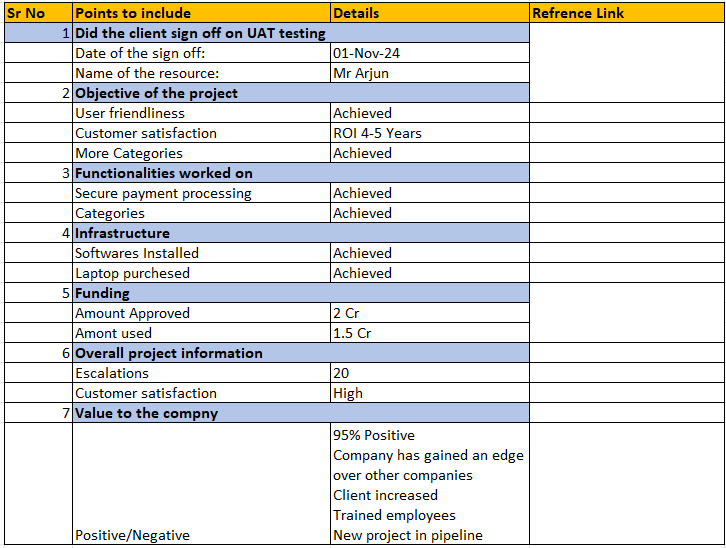 Sr No Points to include Details Refrence Link
1 Did the client sign off on UAT testing
Date of the sign off: 01-Nov-24
Name of the resource: Mr Arjun
2 Objective of the project
User friendliness Achieved
Customer satisfaction ROI 4-5 Years
More Categories Achieved
3 Functionalities worked on
Secure payment processing Achieved
Categories Achieved
4 Infrastructure
Softwares Installed Achieved
Laptop purchesed Achieved
5 Funding
Amount Approved 2 Cr
Amont used 1.5 Cr
6 Overall project information
Escalations 20
Customer satisfaction High
7 Value to the compny
95% Positive
Company has gained an edge
over other companies
Client increased
Trained employees
Positive/Negative New project in pipeline